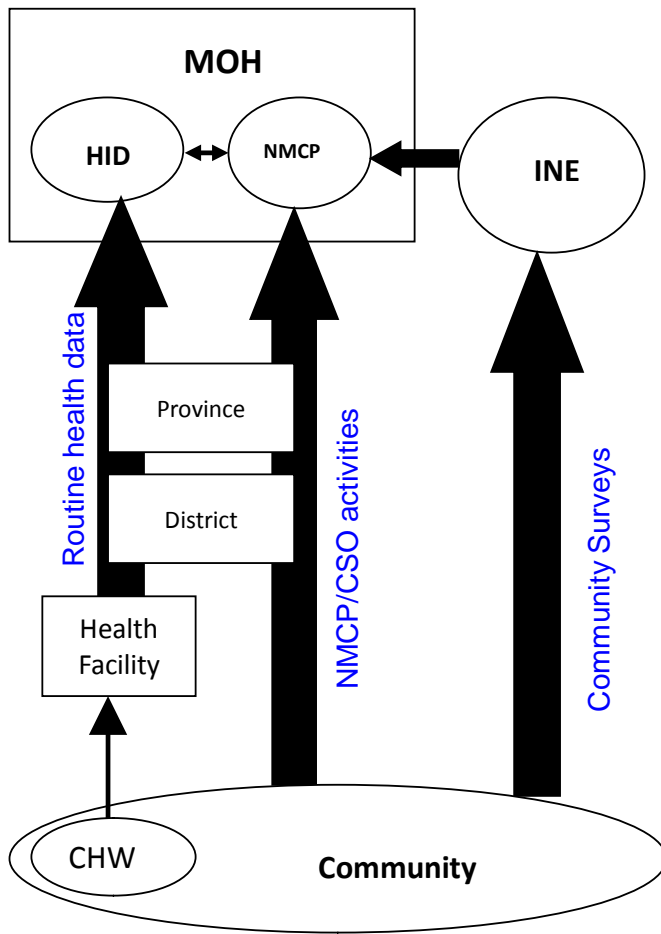 MOH
HID
NMCP
INE
Routine health data
NMCP/CSO activities
Community Surveys
Province
District
Health
Facility
CHW
Community